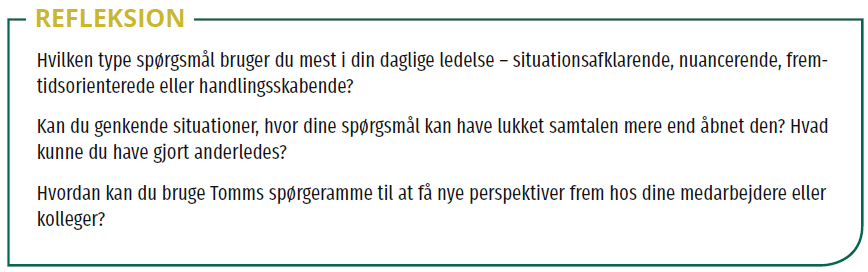 REFLEKSION
Hvilken type spørgsmål bruger du mest i din daglige ledelse – situationsafklarende, nuancerende, frem-
tidsorienterede eller handlingsskabende?
Kan du genkende situationer, hvor dine spørgsmål kan have lukket samtalen mere end åbnet den? Hvad
kunne du have gjort anderledes?
Hvordan kan du bruge Tomms spørgeramme til at få nye perspektiver frem hos dine medarbejdere eller
kolleger?